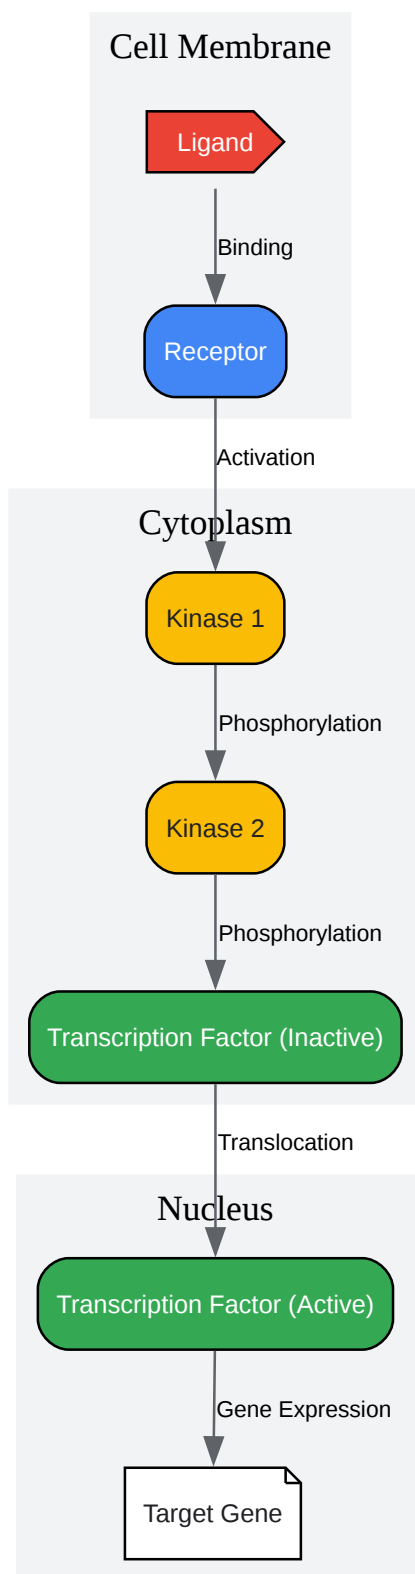 Cell Membrane
Ligand
Binding
Receptor
Activation
Cytoplasm
Kinase 1
Phosphorylation
Kinase 2
Phosphorylation
Transcription Factor (Inactive)
Translocation
Nucleus
Transcription Factor (Active)
Gene Expression
Target Gene